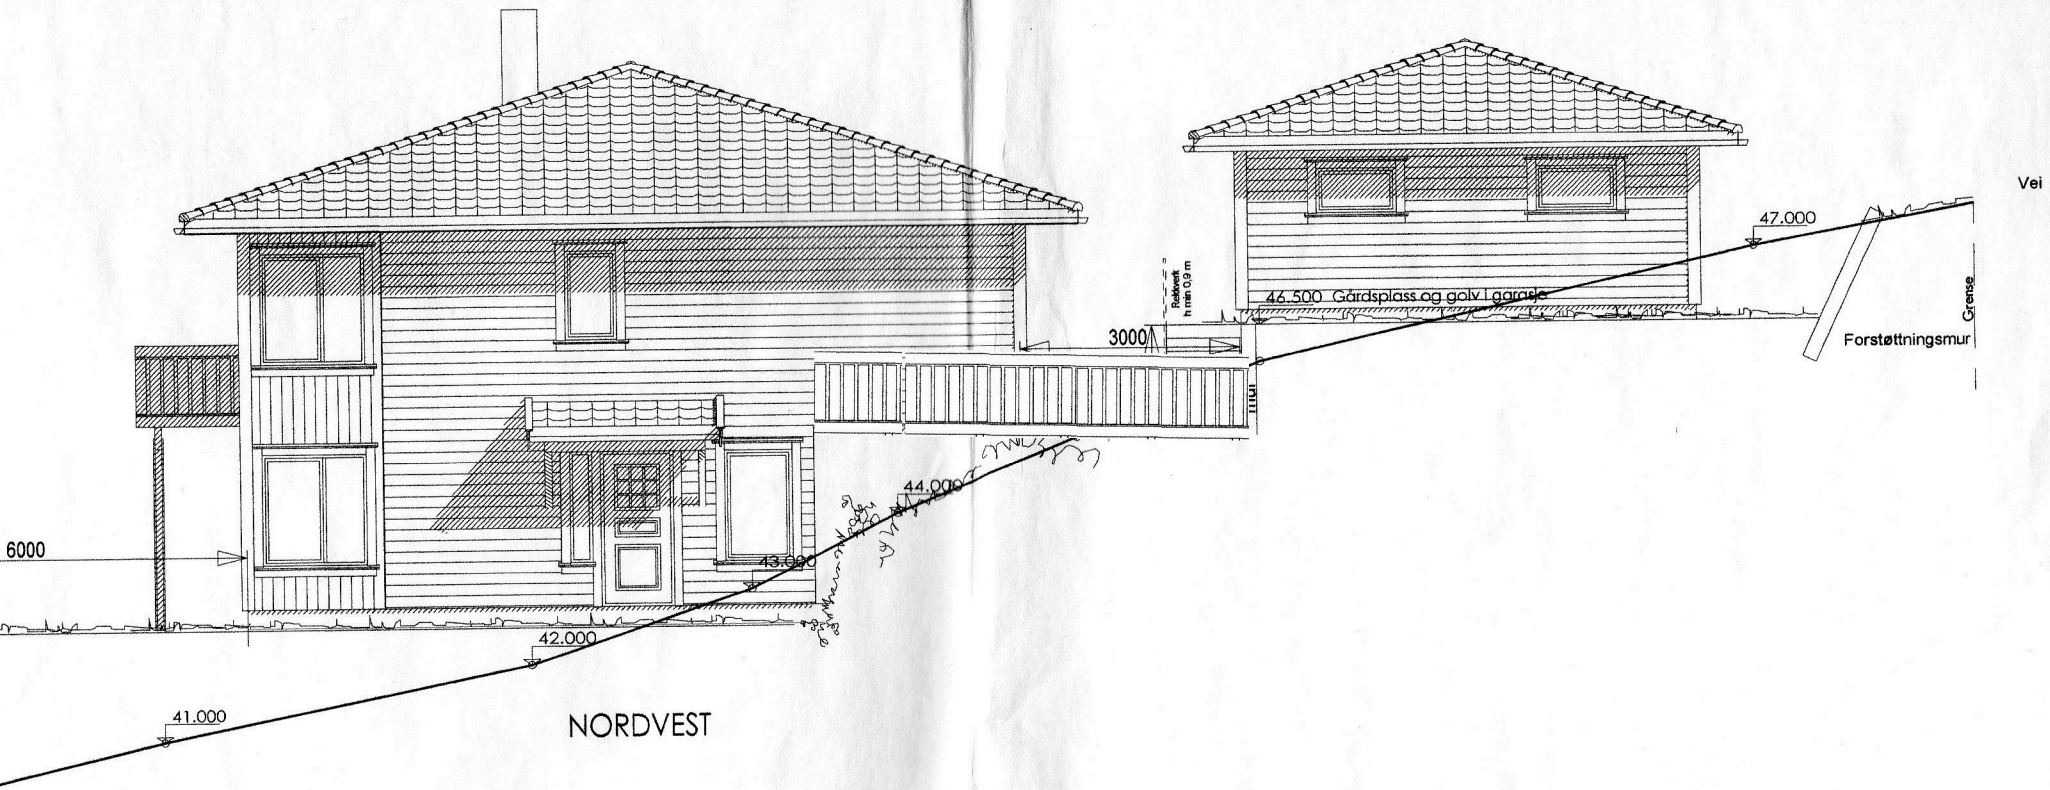 Vei
47.000
Rekkverk
h min 0,9 m
46.500 Gårdsplass og golv i garasje
Grense
3000
Forstøttningsmur
mur
44.000
6000
43.000
42.000
41.000
NORDVEST